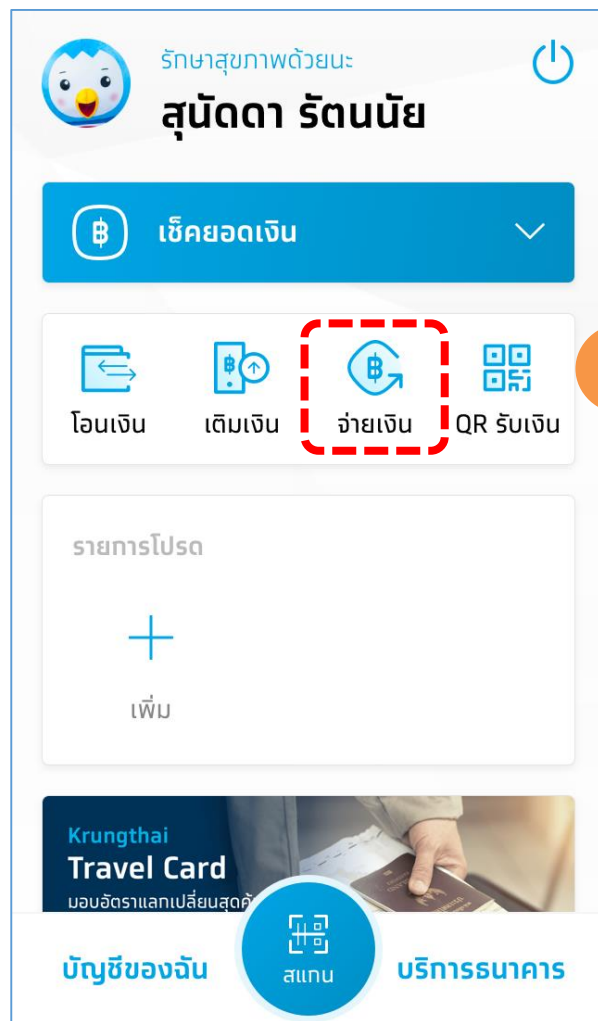 รักษาสุขภาพด้วยนะ
สุนัดดา รัตนนัย
เช็คยอดเงิน
โอนเงิน
เติมเงิน
จ่ายเงิน
QR รับเงิน
รายการโปรด
เพิ่ม
Krungthai
Travel Card
มอบอัตราแลกเปลี่ยนสุดคุ้
บัญชีของฉัน
สแกน
บริการธนาคาร